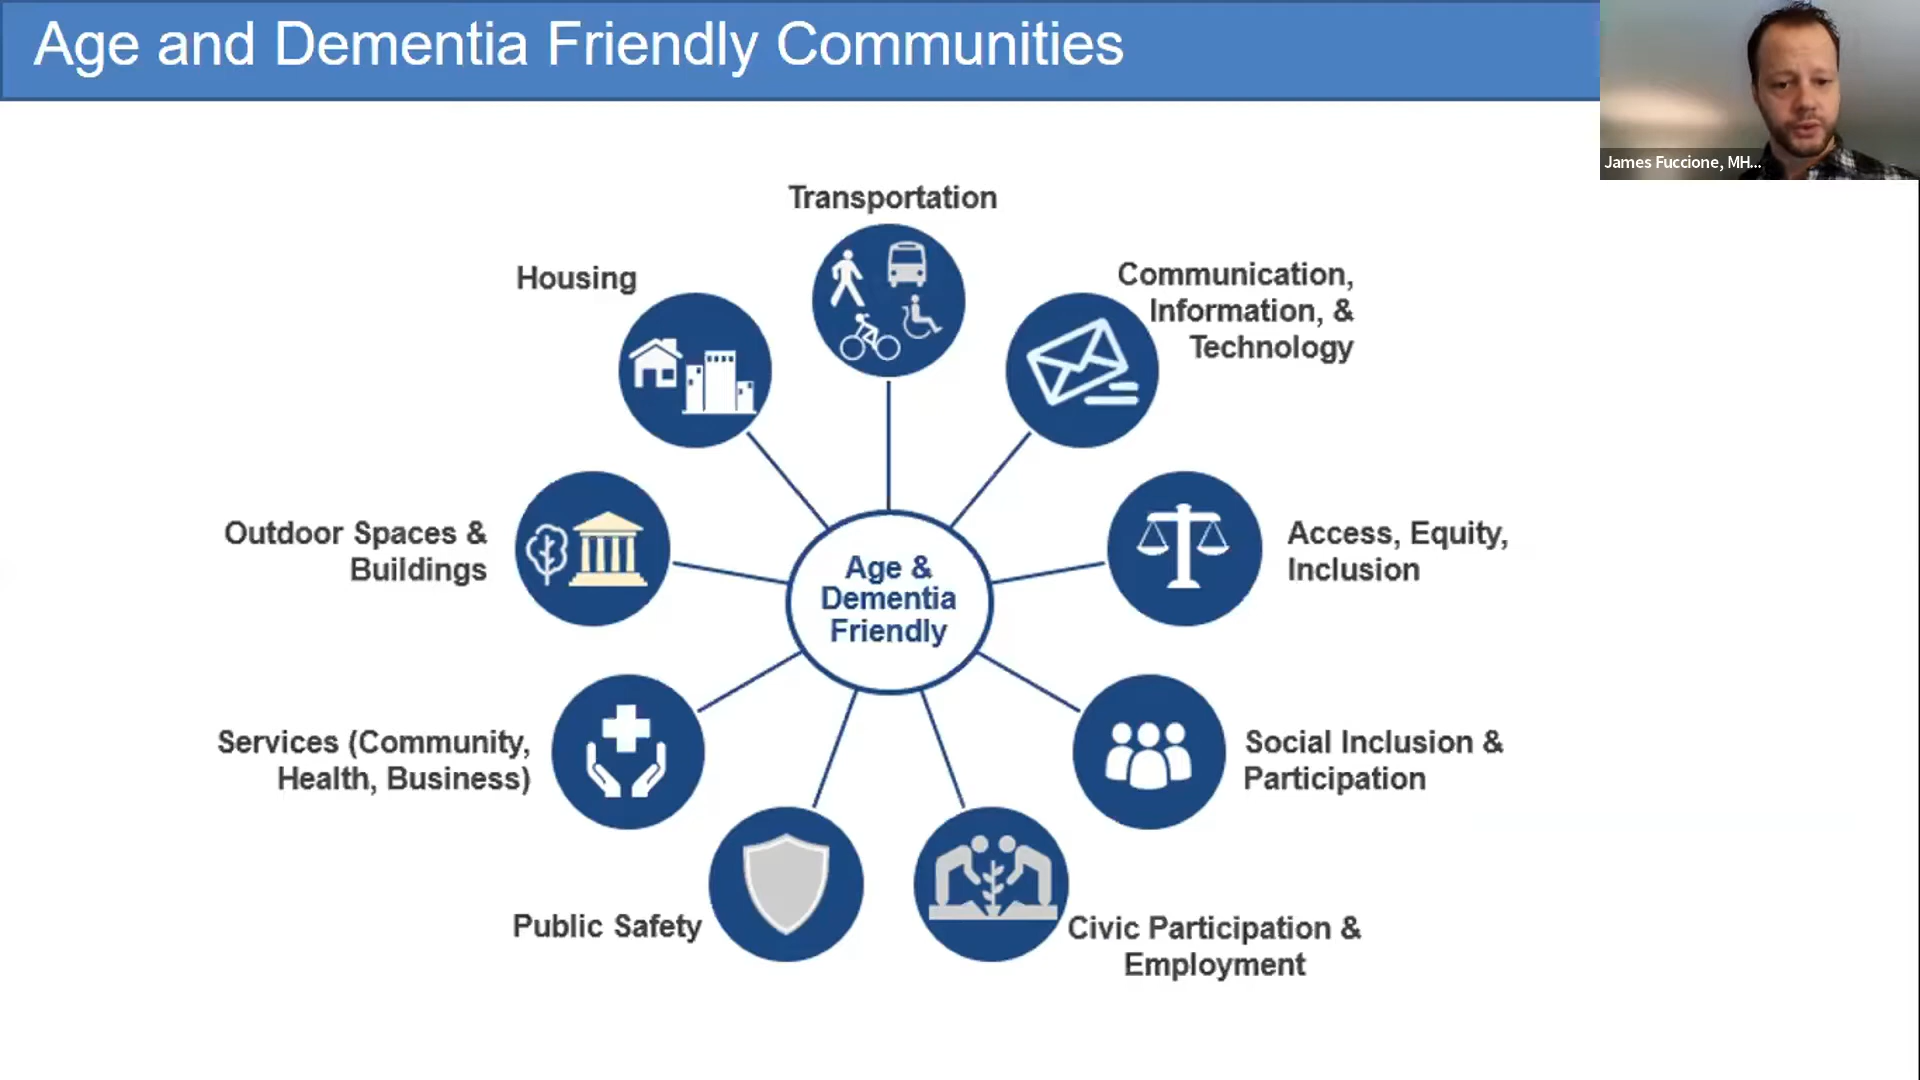 Age and Dementia Friendly Communities
James Fuccione, MH...
Transportation
Housing
Communication,
Information, &
Technology
Outdoor Spaces &
Buildings
Access, Equity,
Inclusion
Age &
Dementia
Friendly
Services (Community,
Health, Business)
Social Inclusion &
Participation
Public Safety
Civic Participation &
Employment